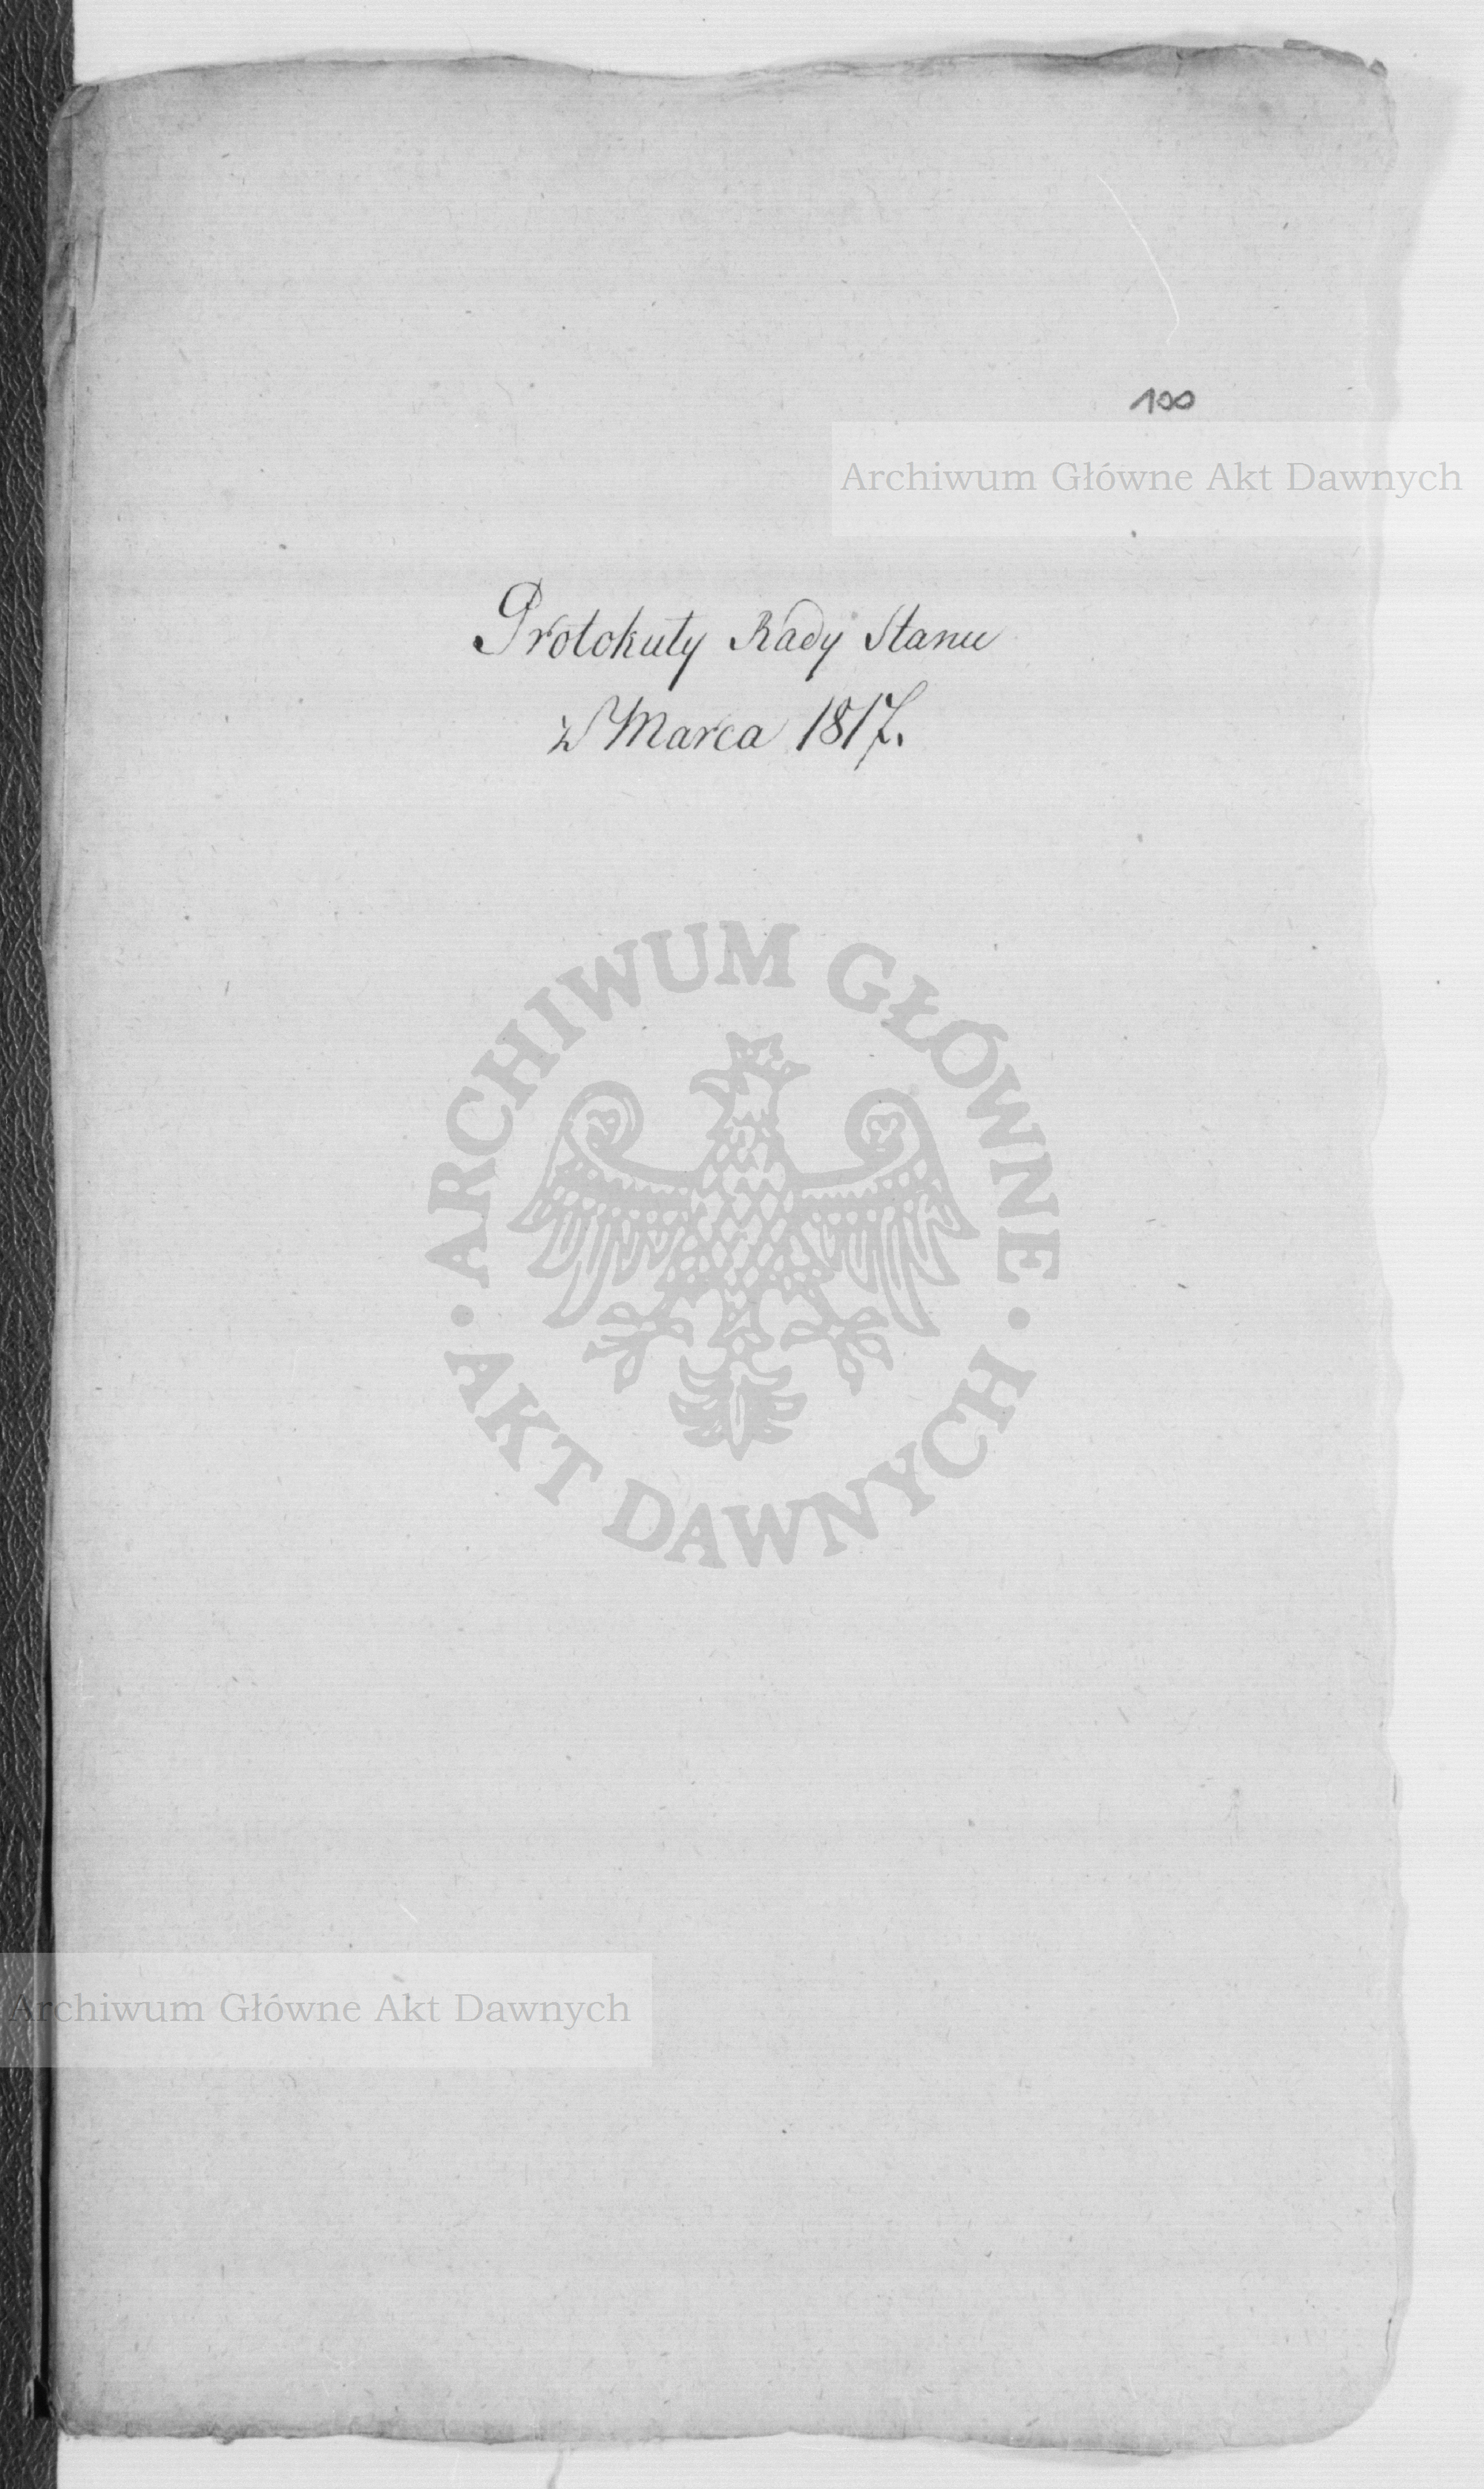 100
Archiwum Główne Akt Dawnych
Protokuły Rady Stanu
z Marca 1817.
ARCHIWUM GŁÓWNE
AKT DAWNYCH
Archiwum Główne Akt Dawnych